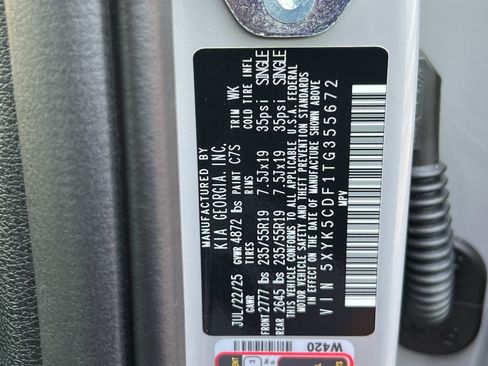 MANUFACTURED BY
KIA GEORGIA, INC.
JUL/22/25 GVWR 4872 lbs PAINT C7S TRIM WK
GAWR TIRES RIMS COLD TIRE INFL
FRONT 2777 lbs 235/55R19 7.5Jx19 35psi SINGLE
REAR 2645 lbs 235/55R19 7.5Jx19 35psi SINGLE
THIS VEHICLE CONFORMS TO ALL APPLICABLE U.S.A. FEDERAL
MOTOR VEHICLE SAFETY AND THEFT PREVENTION STANDARDS
IN EFFECT ON THE DATE OF MANUFACTURE SHOWN ABOVE
VIN 5XYK5CDF1TG355672
MPV
W420